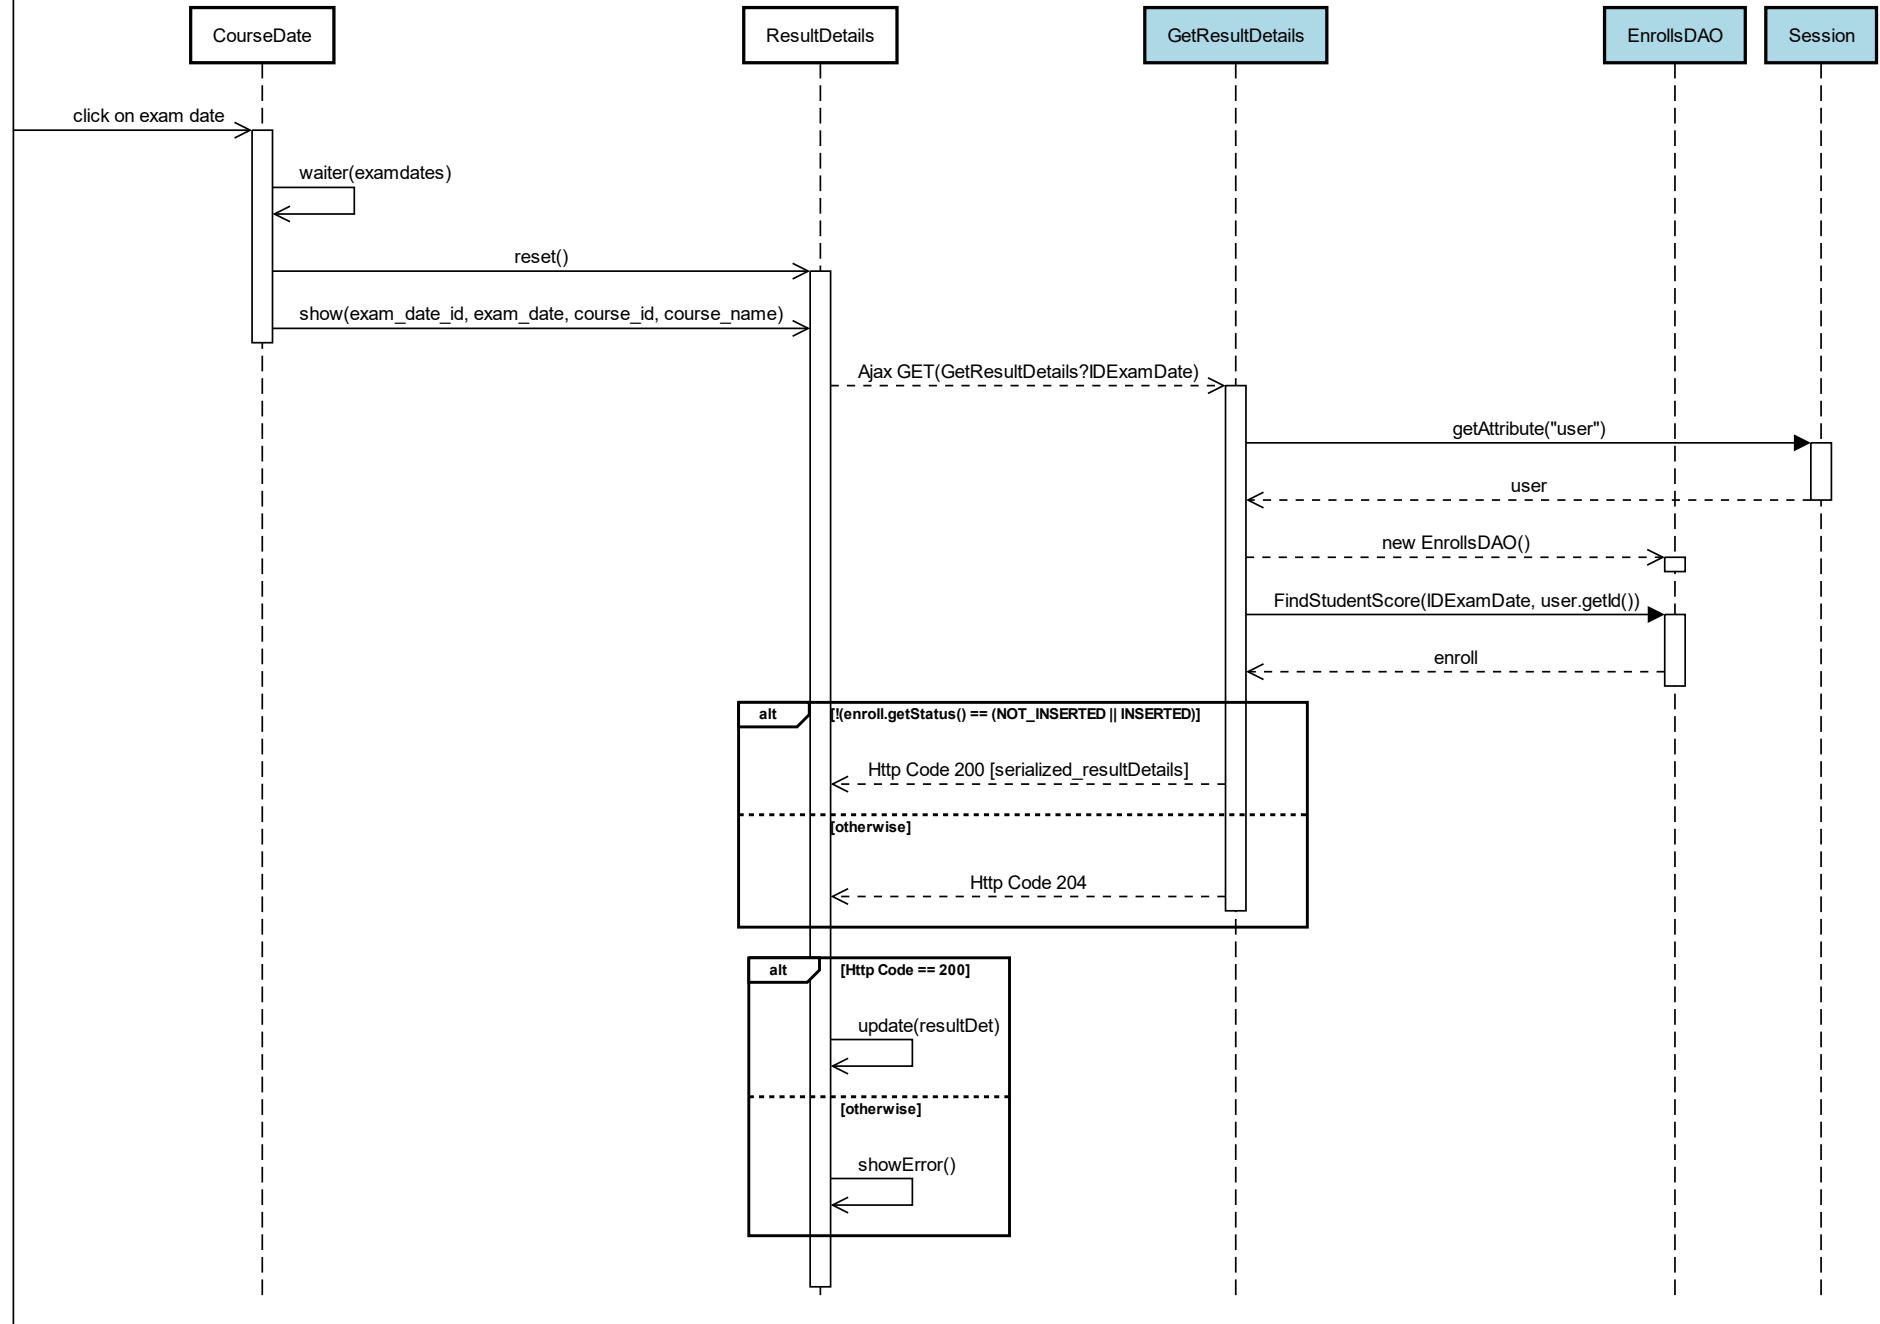 CourseDate
ResultDetails
GetResultDetails
EnrollsDAO
Session
click on exam date
waiter(examdates)
reset()
show(exam_date_id, exam_date, course_id, course_name)
Ajax GET(GetResultDetails?IDExamDate)
getAttribute("user")
user
new EnrollsDAO()
FindStudentScore(IDExamDate, user.getId())
enroll
alt
[!(enroll.getStatus() == (NOT_INSERTED || INSERTED)]
Http Code 200 [serialized_resultDetails]
[otherwise]
Http Code 204
alt
[Http Code == 200]
update(resultDet)
[otherwise]
showError()